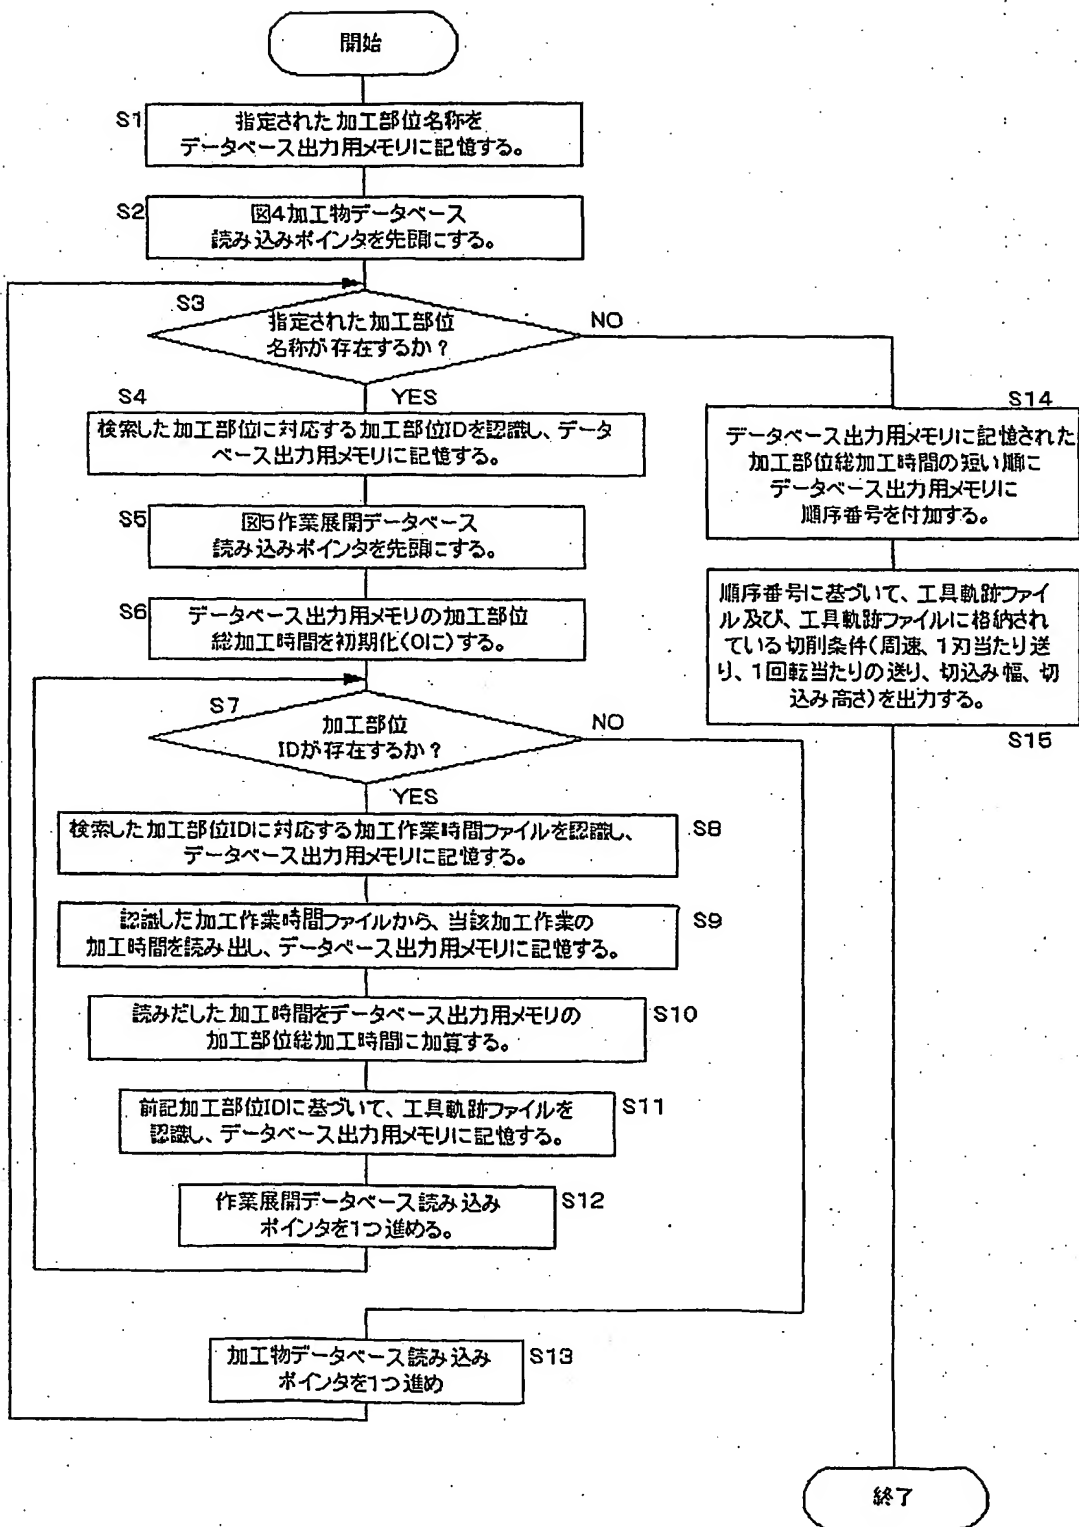 開始
S1
指定された加工部位名称を
データベース出力用メモリに記憶する。
S2
図4加工物データベース
読み込みポインタを先頭にする。
S3
指定された加工部位
名称が存在するか?
NO
YES
S4
検索した加工部位に対応する加工部位IDを認識し、データ
ベース出力用メモリに記憶する。
S5
図5作業展開データベース
読み込みポインタを先頭にする。
S6
データベース出力用メモリの加工部位
総加工時間を初期化(0に)する。
S7
加工部位
IDが存在するか?
NO
YES
検索した加工部位IDに対応する加工作業時間ファイルを認識し、
データベース出力用メモリに記憶する。
S8
認識した加工作業時間ファイルから、当該加工作業の
加工時間を読み出し、データベース出力用メモリに記憶する。
S9
読みだした加工時間をデータベース出力用メモリの
加工部位総加工時間に加算する。
S10
前記加工部位IDに基づいて、工具軌跡ファイルを
認識し、データベース出力用メモリに記憶する。
S11
作業展開データベース読み込み
ポインタを1つ進める。
S12
加工物データベース読み込み
ポインタを1つ進め
S13
S14
データベース出力用メモリに記憶された
加工部位総加工時間の短い順に
データベース出力用メモリに
順序番号を付加する。
順序番号に基づいて、工具軌跡ファイ
ル及び、工具軌跡ファイルに格納され
ている切削条件(周速、1刃当たり送
り、1回転当たりの送り、切込み幅、切
込み高さ)を出力する。
S15
終了